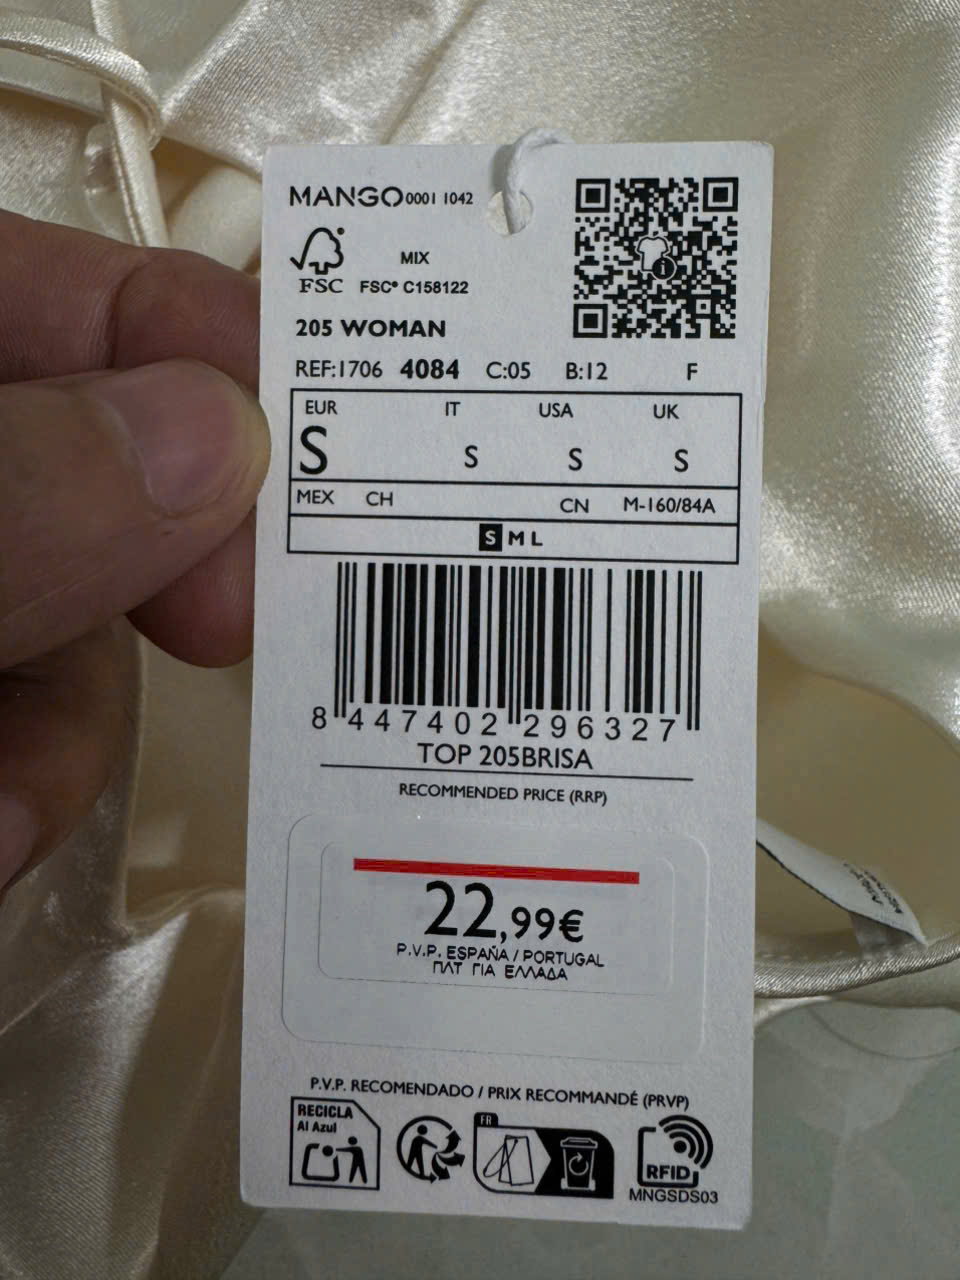 MANGO 0001 1042
MIX
FSC FSC® C158122
205 WOMAN
REF:1706 4084 C:05 B:12 F
EUR IT USA UK
S S S S
MEX CH CN M-160/84A
S M L
8 447402 296327
TOP 205BRISA
RECOMMENDED PRICE (RRP)
22,99€
P.V.P. ESPAÑA / PORTUGAL
ΠΛΤ ΓΙΑ ΕΛΛΑΔΑ
P.V.P. RECOMENDADO / PRIX RECOMMANDÉ (PRVP)
RECICLA
Al Azul
FR
RFID
MNGSDS03